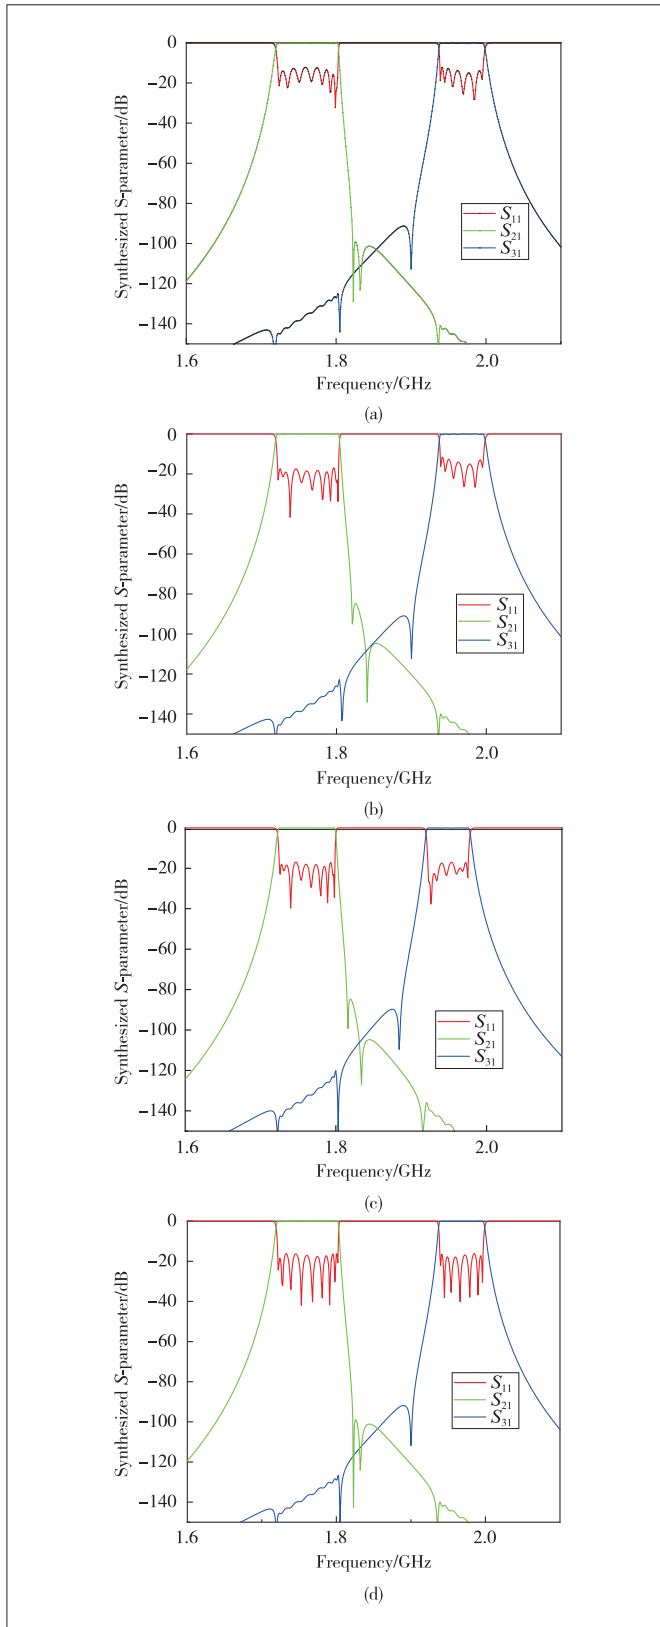 0
−20
−40
−60
−80
−100
−120
−140
Synthesized S-parameter/dB
S11
S21
S31
1.6
1.8
2.0
Frequency/GHz
(a)
0
−20
−40
−60
−80
−100
−120
−140
Synthesized S-parameter/dB
S11
S21
S31
1.6
1.8
2.0
Frequency/GHz
(b)
0
−20
−40
−60
−80
−100
−120
−140
Synthesized S-parameter/dB
S11
S21
S31
1.6
1.8
2.0
Frequency/GHz
(c)
0
−20
−40
−60
−80
−100
−120
−140
Synthesized S-parameter/dB
S11
S21
S31
1.6
1.8
2.0
Frequency/GHz
(d)